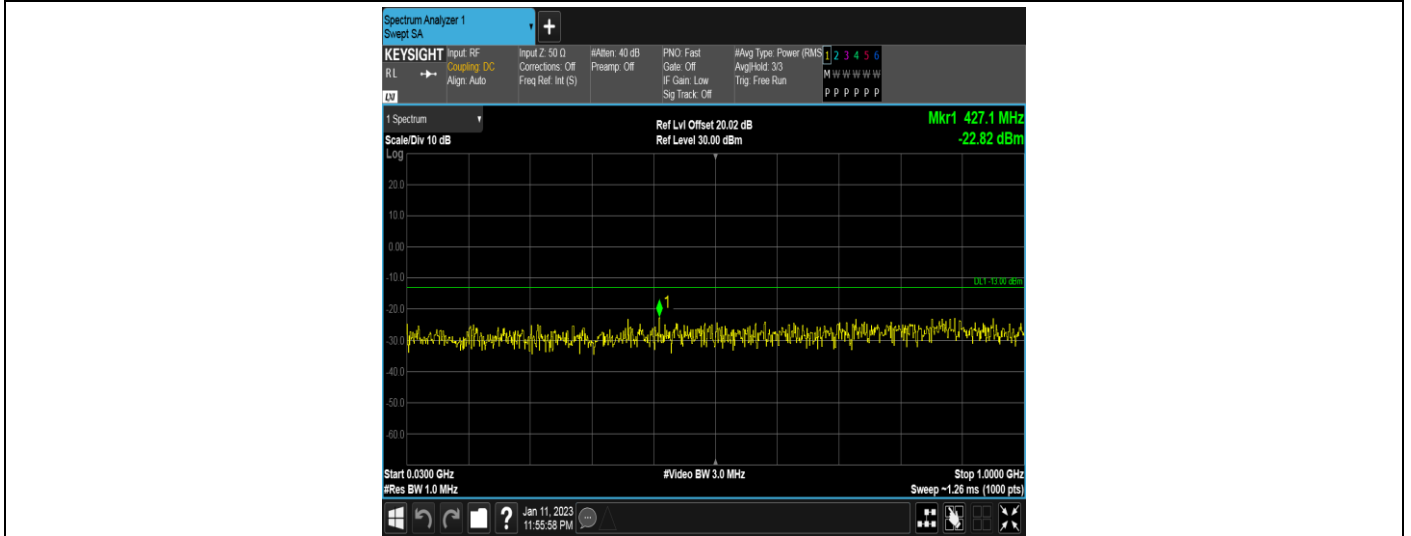 Spectrum Analyzer 1
Swept SA
+
KEYSIGHT
RL
LXI
Input: RF
Coupling: DC
Align: Auto
Input Z: 50 Ω
Corrections: Off
Freq Ref: Int (S)
#Atten: 40 dB
Preamp: Off
PNO: Fast
Gate: Off
IF Gain: Low
Sig Track: Off
#Avg Type: Power (RMS
Avg|Hold: 3/3
Trig: Free Run
1 2 3 4 5 6
M W W W W W
P P P P P P
1 Spectrum
Scale/Div 10 dB
Log
Ref Lvl Offset 20.02 dB
Ref Level 30.00 dBm
Mkr1 427.1 MHz
-22.82 dBm
20.0
10.0
0.00
-10.0
DL1 -13.00 dBm
1
-20.0
-30.0
-40.0
-50.0
-60.0
Start 0.0300 GHz
#Res BW 1.0 MHz
#Video BW 3.0 MHz
Stop 1.0000 GHz
Sweep ~1.26 ms (1000 pts)
?
Jan 11, 2023
11:55:58 PM